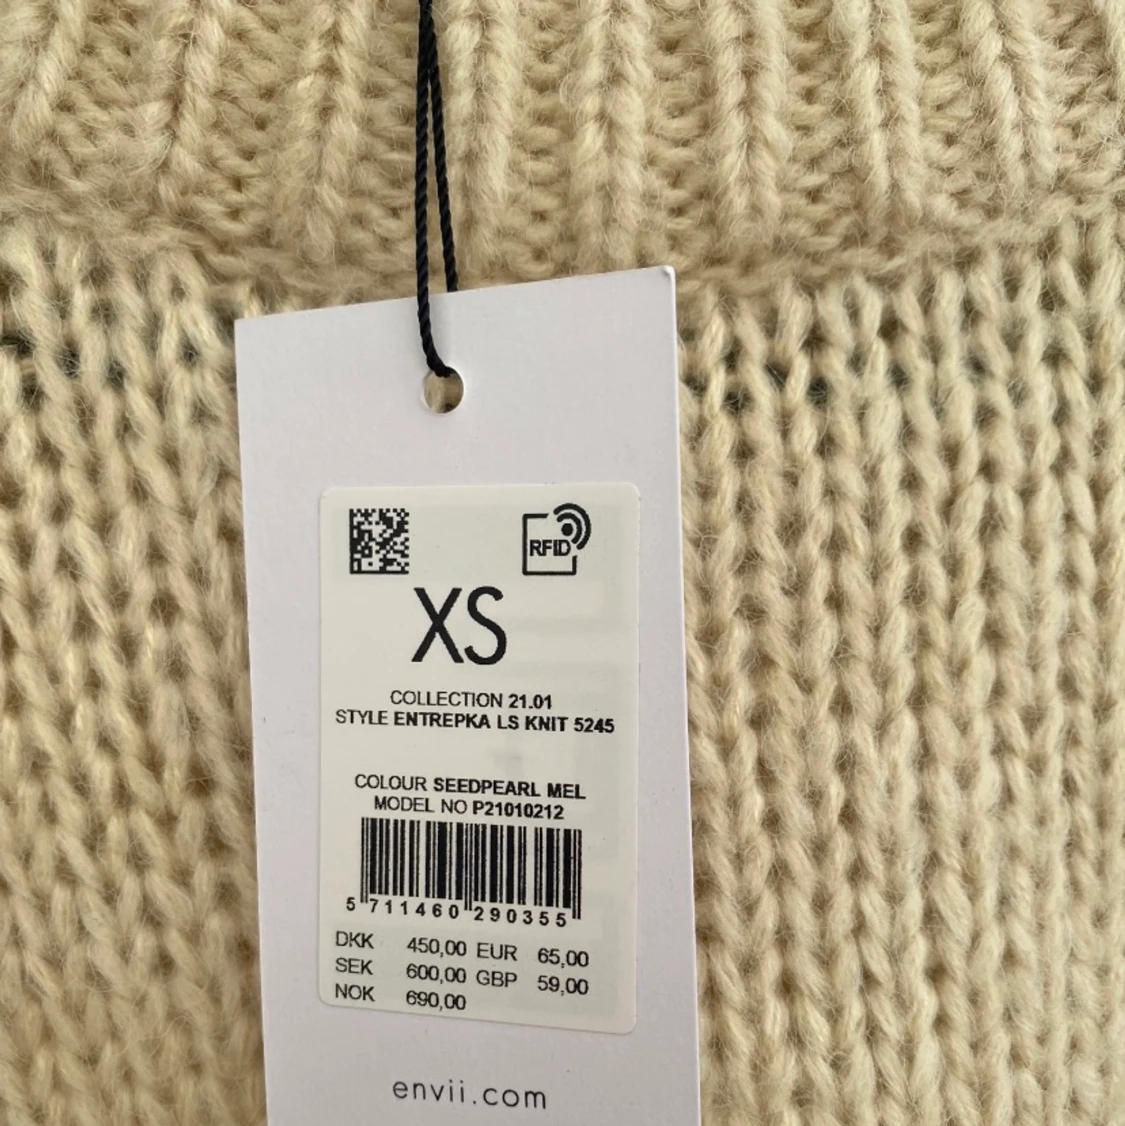 RFID
XS
COLLECTION 21.01
STYLE ENTREPKA LS KNIT 5245
COLOUR SEEDPEARL MEL
MODEL NO P21010212
5 711460 290355
DKK 450,00 EUR 65,00
SEK 600,00 GBP 59,00
NOK 690,00
envii.com